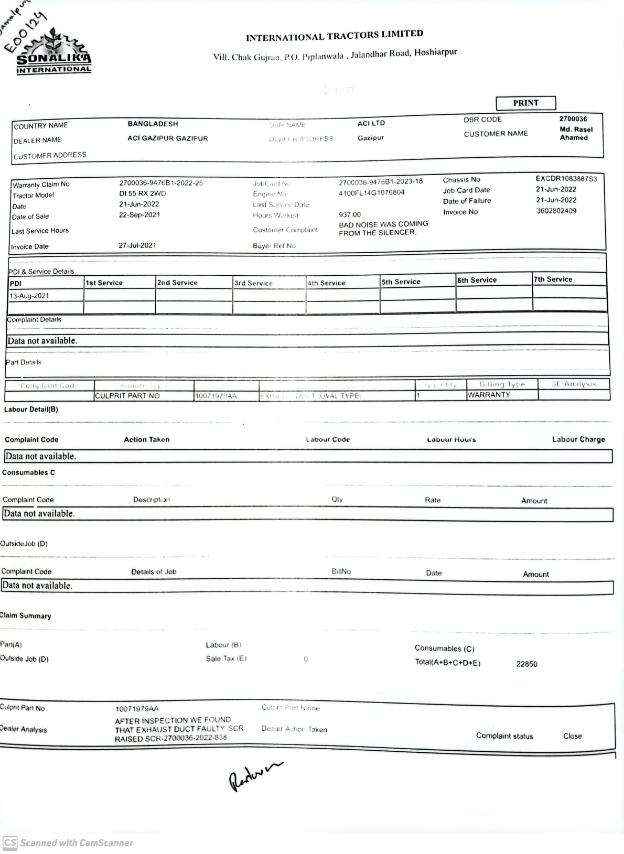 E00124
SONALIKA
INTERNATIONAL
INTERNATIONAL TRACTORS LIMITED
Vill. Chak Gujran, P.O. Piplanwala , Jalandhar Road, Hoshiarpur
PRINT
COUNTRY NAME BANGLADESH DBR NAME ACI LTD DBR CODE 2700036
DEALER NAME ACI GAZIPUR GAZIPUR DEALER ADDRESS Gazipur CUSTOMER NAME Md. Rasel Ahamed
CUSTOMER ADDRESS
Warranty Claim No 2700036-9476B1-2022-25 JobCard No 2700036-9476B1-2023-18 Chassis No EXCDR1083887S3
Tractor Model DI 55 RX 2WD Engine No 4100FL14G1076804 Job Card Date 21-Jun-2022
Date 21-Jun-2022 Last Service Date Date of Failure 21-Jun-2022
Date of Sale 22-Sep-2021 Hours Worked 937.00 Invoice No 3602802409
Last Service Hours Customer Complaint BAD NOISE WAS COMING
FROM THE SILENCER.
Invoice Date 27-Jul-2021 Buyer Ref No
PDI & Service Details
PDI 1st Service 2nd Service 3rd Service 4th Service 5th Service 6th Service 7th Service
13-Aug-2021
Complaint Details
Data not available.
Part Details
Complaint Code Quantity Billing Type SE Analysis
CULPRIT PART NO 10071979AA 1 WARRANTY
Labour Detail(B)
Complaint Code Action Taken Labour Code Labour Hours Labour Charge
Data not available.
Consumables C
Complaint Code Description Qty Rate Amount
Data not available.
OutsideJob (D)
Complaint Code Details of Job BillNo Date Amount
Data not available.
Claim Summary
Part(A) Labour (B) Consumables (C)
Outside Job (D) Sale Tax (E) 0 Total(A+B+C+D+E) 22850
Culprit Part No 10071979AA Culprit Part Name
Dealer Analysis AFTER INSPECTION WE FOUND
THAT EXHAUST DUCT FAULTY SCR
RAISED SCR-2700036-2022-838
Dealer Action Taken Complaint status Close
CS Scanned with CamScanner